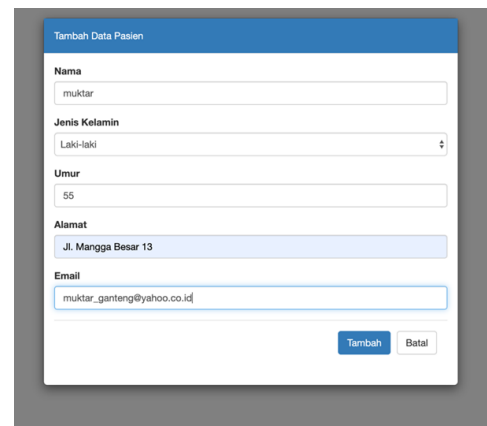 Tambah Data Pasien
Nama
muktar
Jenis Kelamin
Laki-laki
Umur
55
Alamat
Jl. Mangga Besar 13
Email
muktar_ganteng@yahoo.co.id
Tambah Batal